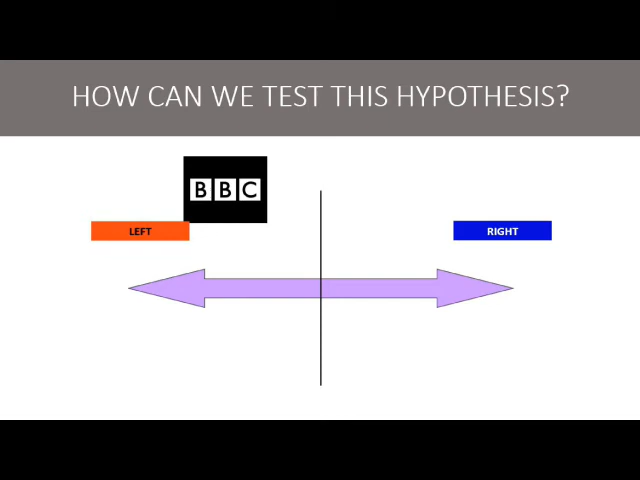 HOW CAN WE TEST THIS HYPOTHESIS?
BBC
LEFT
RIGHT